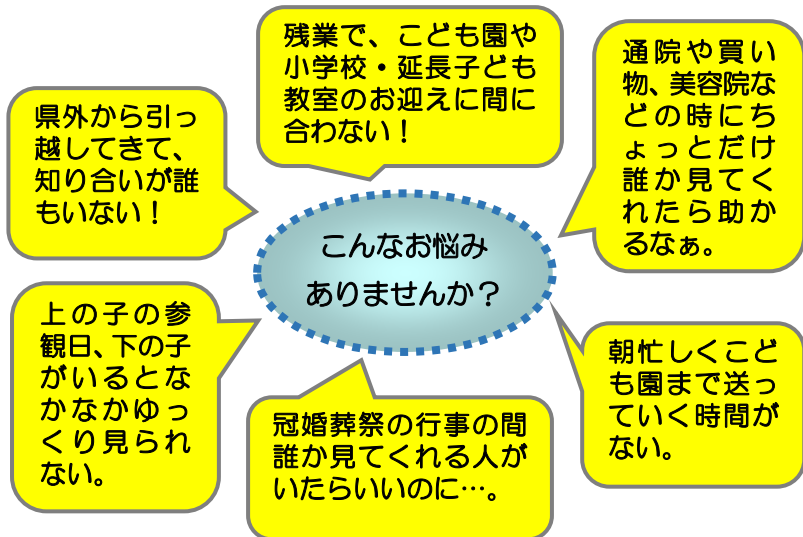 残業で、こども園や
小学校・延長子ども
教室のお迎えに間に
合わない！
通院や買い
物、美容院な
どの時にち
ょっとだけ
誰か見てく
れたら助か
るなぁ。
県外から引っ
越してきて、
知り合いが誰
もいない！
こんなお悩み
ありませんか？
上の子の参
観日、下の子
がいるとな
かなかゆっ
くり見られ
ない。
冠婚葬祭の行事の間
誰か見てくれる人が
いたらいいのに…。
朝忙しくこど
も園まで送っ
ていく時間が
ない。